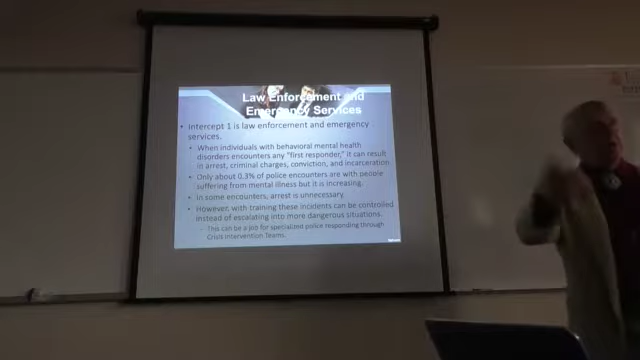 Law Enforcement and
Emergency Services
• Intercept 1 is law enforcement and emergency
services.
• When individuals with behavioral mental health
disorders encounters any "first responder," it can result
in arrest, criminal charges, conviction, and incarceration.
• Only about 0.3% of police encounters are with people
suffering from mental illness but it is increasing.
• In some encounters, arrest is unnecessary.
• However, with training these incidents can be controlled
instead of escalating into more dangerous situations.
– This can be a job for specialized police responding through
Crisis Intervention Teams.